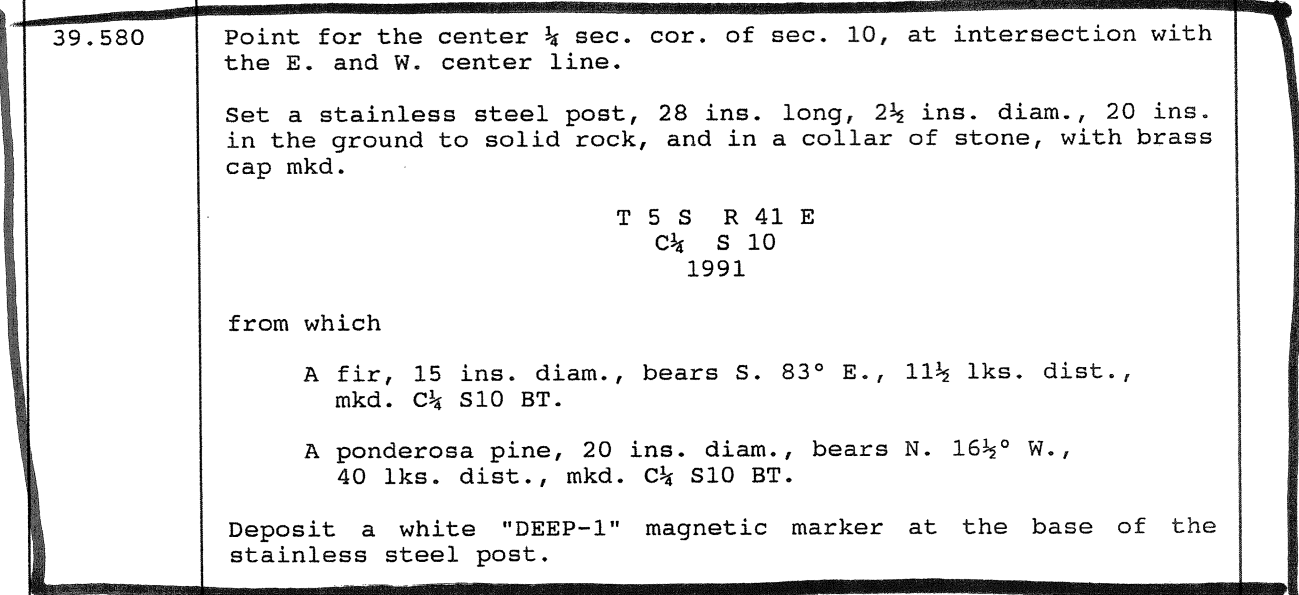 39.580 Point for the center ¼ sec. cor. of sec. 10, at intersection with
the E. and W. center line.
Set a stainless steel post, 28 ins. long, 2½ ins. diam., 20 ins.
in the ground to solid rock, and in a collar of stone, with brass
cap mkd.
T 5 S R 41 E
C¼ S 10
1991
from which
A fir, 15 ins. diam., bears S. 83° E., 11½ lks. dist.,
mkd. C¼ S10 BT.
A ponderosa pine, 20 ins. diam., bears N. 16½° W.,
40 lks. dist., mkd. C¼ S10 BT.
Deposit a white "DEEP-1" magnetic marker at the base of the
stainless steel post.